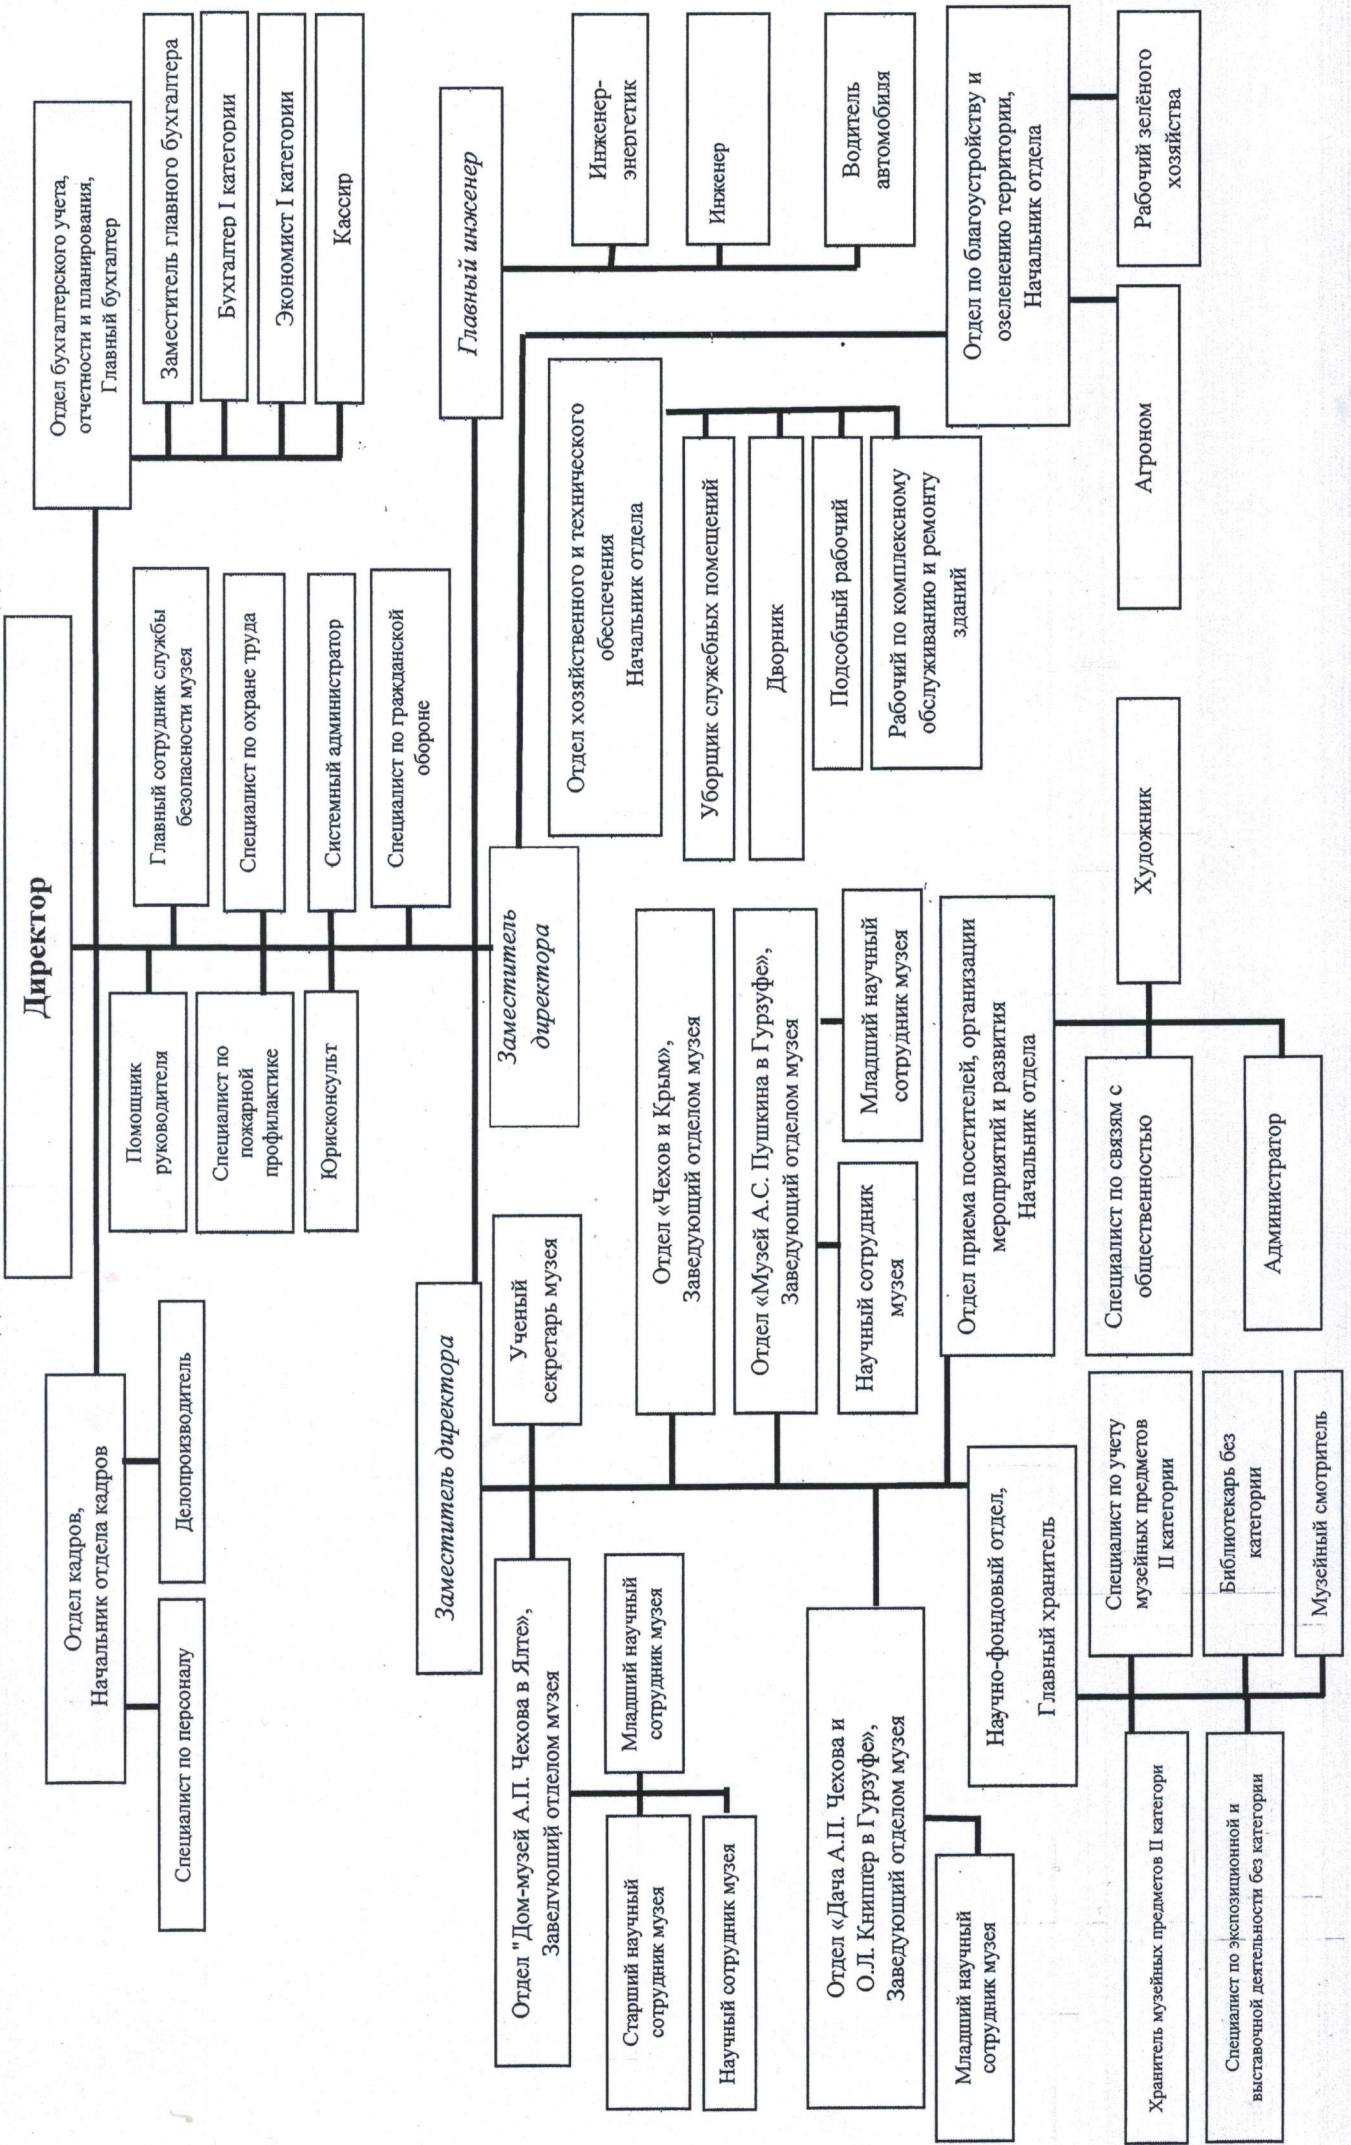 Директор
Отдел кадров,
Начальник отдела кадров
Специалист по персоналу
Делопроизводитель
Помощник
руководителя
Специалист по
пожарной
профилактике
Юрисконсульт
Главный сотрудник службы
безопасности музея
Специалист по охране труда
Системный администратор
Специалист по гражданской
обороне
Отдел бухгалтерского учета,
отчетности и планирования,
Главный бухгалтер
Заместитель главного бухгалтера
Бухгалтер I категории
Экономист I категории
Кассир
Заместитель директора
Ученый
секретарь музея
Отдел "Дом-музей А.П. Чехова в Ялте»,
Заведующий отделом музея
Старший научный
сотрудник музея
Младший научный
сотрудник музея
Научный сотрудник музея
Отдел «Чехов и Крым»,
Заведующий отделом музея
Отдел «Музей А.С. Пушкина в Гурзуфе»,
Заведующий отделом музея
Научный сотрудник
музея
Младший научный
сотрудник музея
Отдел «Дача А.П. Чехова и
О.Л. Книппер в Гурзуфе»,
Заведующий отделом музея
Младший научный
сотрудник музея
Отдел приема посетителей, организации
мероприятий и развития
Начальник отдела
Специалист по связям с
общественностью
Художник
Администратор
Научно-фондовый отдел,
Главный хранитель
Хранитель музейных предметов II категори
Специалист по учету
музейных предметов
II категории
Специалист по экспозиционной и
выставочной деятельности без категории
Библиотекарь без
категории
Музейный смотритель
Заместитель
директора
Отдел хозяйственного и технического
обеспечения
Начальник отдела
Уборщик служебных помещений
Дворник
Подсобный рабочий
Рабочий по комплексному
обслуживанию и ремонту
зданий
Отдел по благоустройству и
озеленению территории,
Начальник отдела
Агроном
Рабочий зелёного
хозяйства
Главный инженер
Инженер-
энергетик
Инженер
Водитель
автомобиля